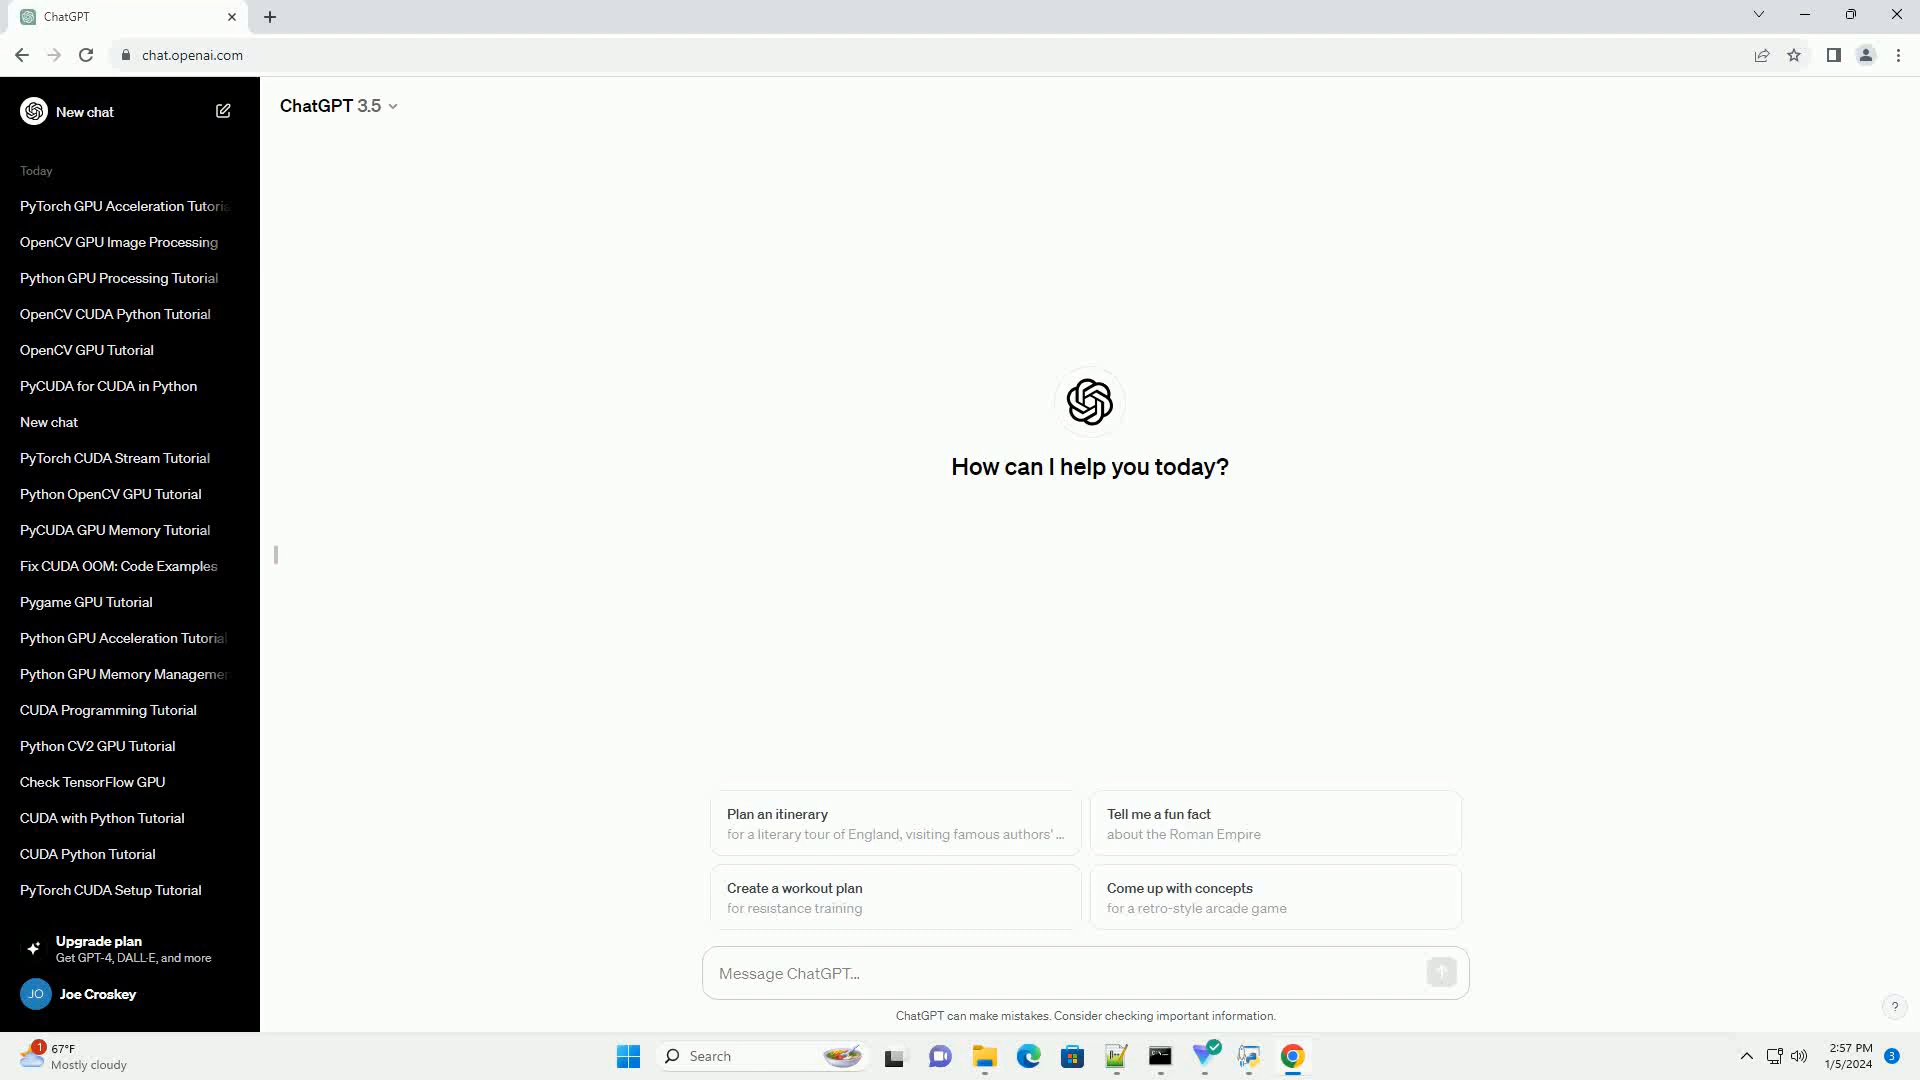 ChatGPT
chat.openai.com
New chat
ChatGPT 3.5
Today
PyTorch GPU Acceleration Tutoria
OpenCV GPU Image Processing
Python GPU Processing Tutorial
OpenCV CUDA Python Tutorial
OpenCV GPU Tutorial
PyCUDA for CUDA in Python
New chat
PyTorch CUDA Stream Tutorial
Python OpenCV GPU Tutorial
PyCUDA GPU Memory Tutorial
Fix CUDA OOM: Code Examples
Pygame GPU Tutorial
Python GPU Acceleration Tutorial
Python GPU Memory Managemen
CUDA Programming Tutorial
Python CV2 GPU Tutorial
Check TensorFlow GPU
CUDA with Python Tutorial
CUDA Python Tutorial
PyTorch CUDA Setup Tutorial
Upgrade plan
Get GPT-4, DALL·E, and more
JO Joe Croskey
How can I help you today?
Plan an itinerary
for a literary tour of England, visiting famous authors' ...
Tell me a fun fact
about the Roman Empire
Create a workout plan
for resistance training
Come up with concepts
for a retro-style arcade game
Message ChatGPT...
ChatGPT can make mistakes. Consider checking important information.
?
1
67°F
Mostly cloudy
Search
2:57 PM
1/5/2024
3